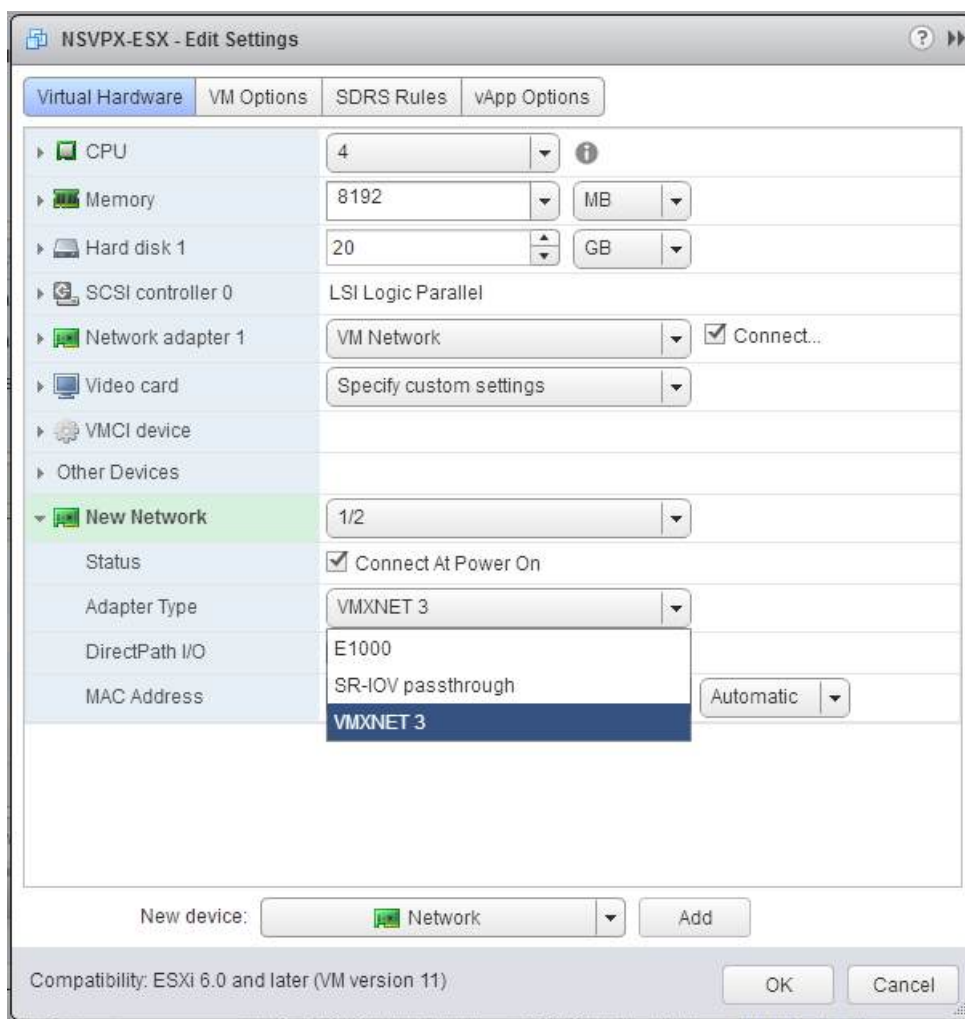 NSVPX-ESX - Edit Settings ?
Virtual Hardware VM Options SDRS Rules vApp Options
CPU 4
Memory 8192 MB
Hard disk 1 20 GB
SCSI controller 0 LSI Logic Parallel
Network adapter 1 VM Network Connect...
Video card Specify custom settings
VMCI device
Other Devices
New Network 1/2
Status Connect At Power On
Adapter Type VMXNET 3
DirectPath I/O E1000
SR-IOV passthrough
MAC Address Automatic
VMXNET 3
New device: Network Add
Compatibility: ESXi 6.0 and later (VM version 11) OK Cancel